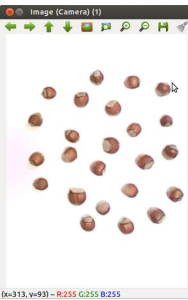 Image (Camera) (1)
(x=313, y=93) ~ R:255 G:255 B:255